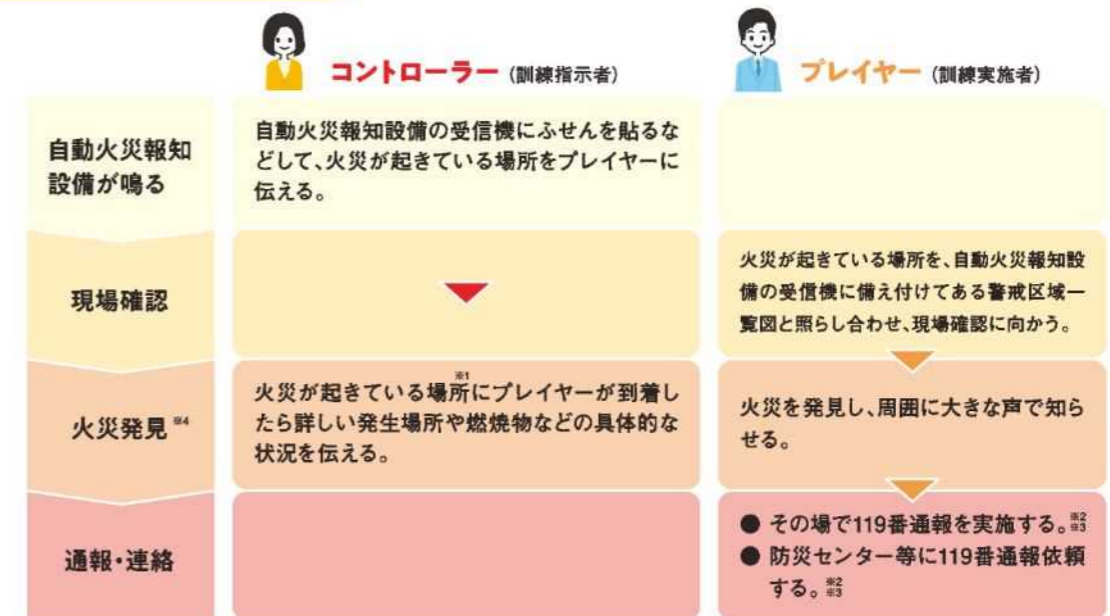 コントローラー（訓練指示者）
プレイヤー（訓練実施者）
自動火災報知
設備が鳴る
自動火災報知設備の受信機にふせんを貼るな
どして、火災が起きている場所をプレイヤーに
伝える。
現場確認
火災が起きている場所を、自動火災報知設
備の受信機に備え付けてある警戒区域一
覧図と照らし合わせ、現場確認に向かう。
火災発見 ※4
※1
火災が起きている場所にプレイヤーが到着し
たら詳しい発生場所や燃焼物などの具体的な
状況を伝える。
火災を発見し、周囲に大きな声で知ら
せる。
通報・連絡
● その場で119番通報を実施する。※2 ※3
● 防災センター等に119番通報依頼
する。※2 ※3